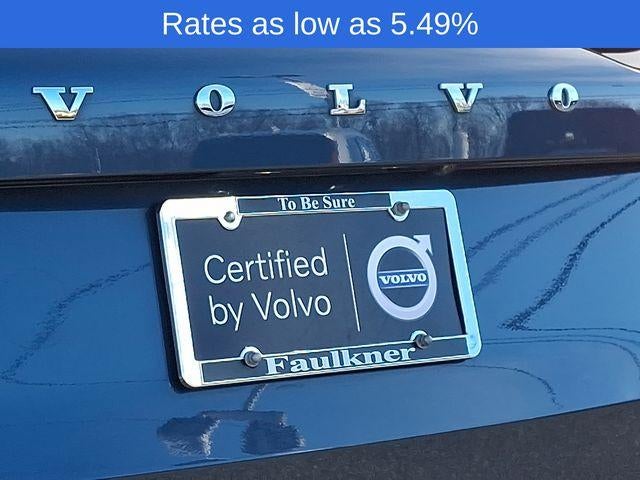 Rates as low as 5.49%
VOLVO
To Be Sure
Certified
by Volvo
VOLVO
Faulkner